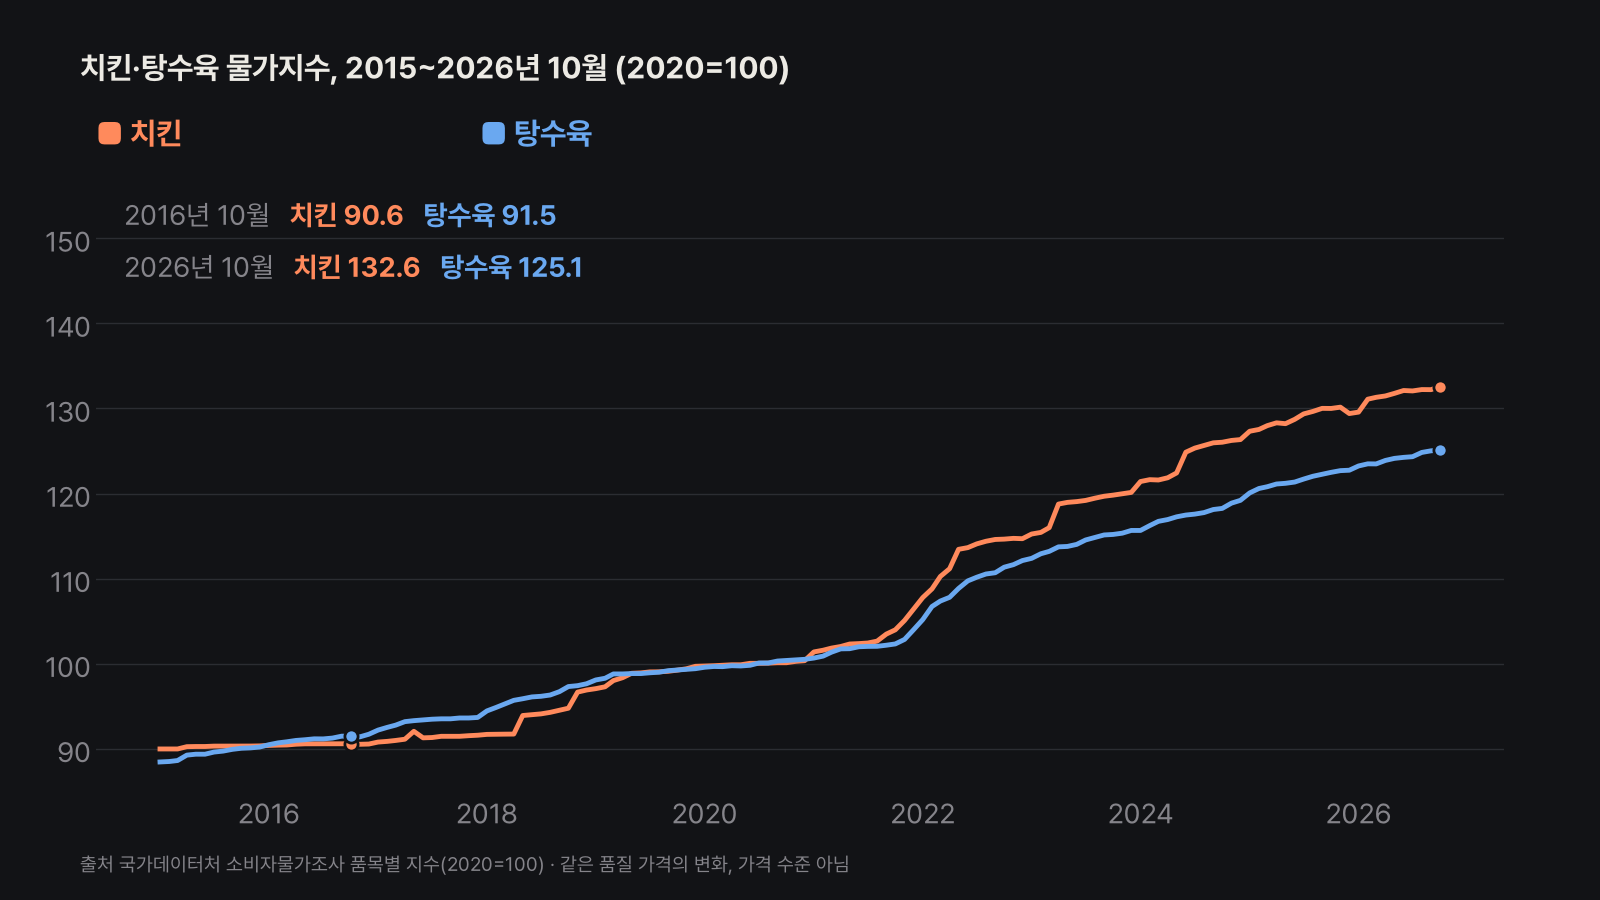 치킨·탕수육 물가지수, 2015~2026년 10월 (2020=100)
치킨 탕수육
2016년 10월 치킨 90.6 탕수육 91.5
150
2026년 10월 치킨 132.6 탕수육 125.1
140
130
120
110
100
90
2016 2018 2020 2022 2024 2026
출처 국가데이터처 소비자물가조사 품목별 지수(2020=100) · 같은 품질 가격의 변화, 가격 수준 아님